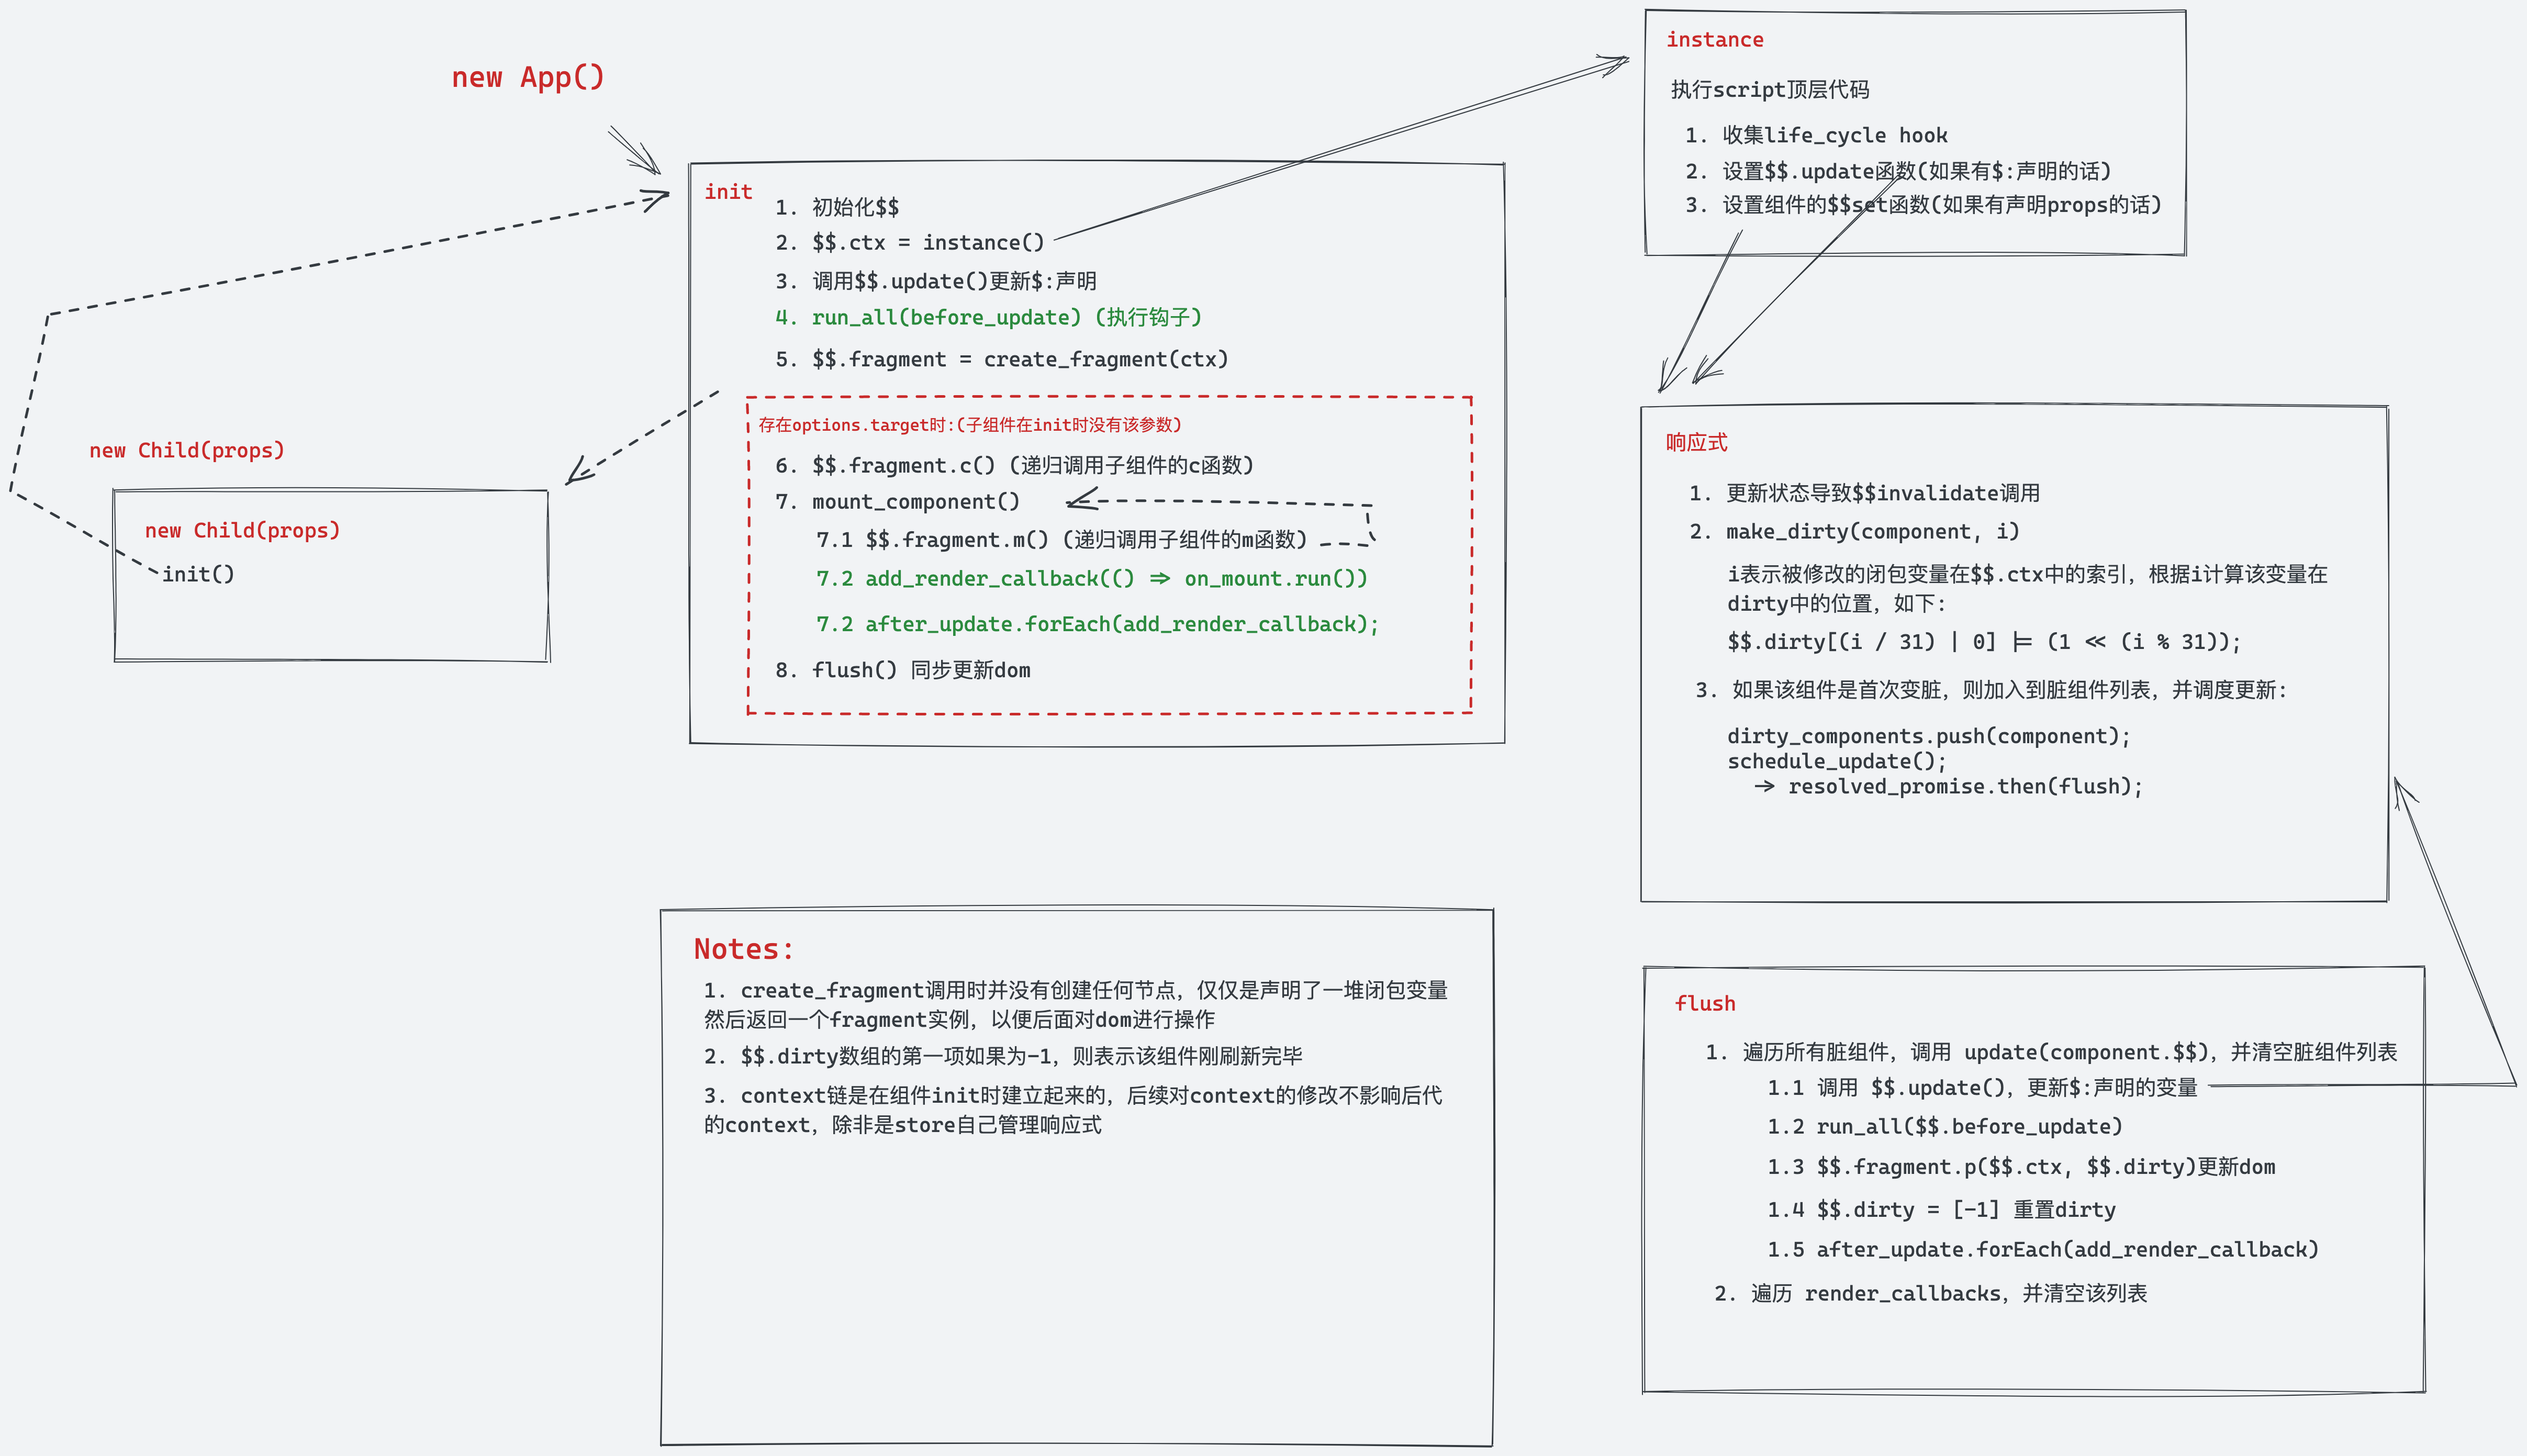 new App()
init
1. 初始化$$
2. $$.ctx = instance()
3. 调用$$.update()更新$:声明
4. run_all(before_update) (执行钩子)
5. $$.fragment = create_fragment(ctx)
存在options.target时:(子组件在init时没有该参数)
6. $$.fragment.c() (递归调用子组件的c函数)
7. mount_component()
7.1 $$.fragment.m() (递归调用子组件的m函数)
7.2 add_render_callback(() => on_mount.run())
7.2 after_update.forEach(add_render_callback);
8. flush() 同步更新dom
new Child(props)
new Child(props)
init()
instance
执行script顶层代码
1. 收集life_cycle hook
2. 设置$$.update函数(如果有$:声明的话)
3. 设置组件的$$set函数(如果有声明props的话)
响应式
1. 更新状态导致$$invalidate调用
2. make_dirty(component, i)
i表示被修改的闭包变量在$$.ctx中的索引，根据i计算该变量在
dirty中的位置，如下：
$$.dirty[(i / 31) | 0] |= (1 << (i % 31));
3. 如果该组件是首次变脏，则加入到脏组件列表，并调度更新：
dirty_components.push(component);
schedule_update();
-> resolved_promise.then(flush);
Notes:
1. create_fragment调用时并没有创建任何节点，仅仅是声明了一堆闭包变量
然后返回一个fragment实例，以便后面对dom进行操作
2. $$.dirty数组的第一项如果为-1，则表示该组件刚刷新完毕
3. context链是在组件init时建立起来的，后续对context的修改不影响后代
的context，除非是store自己管理响应式
flush
1. 遍历所有脏组件，调用 update(component.$$)，并清空脏组件列表
1.1 调用 $$.update()，更新$:声明的变量
1.2 run_all($$.before_update)
1.3 $$.fragment.p($$.ctx, $$.dirty)更新dom
1.4 $$.dirty = [-1] 重置dirty
1.5 after_update.forEach(add_render_callback)
2. 遍历 render_callbacks，并清空该列表